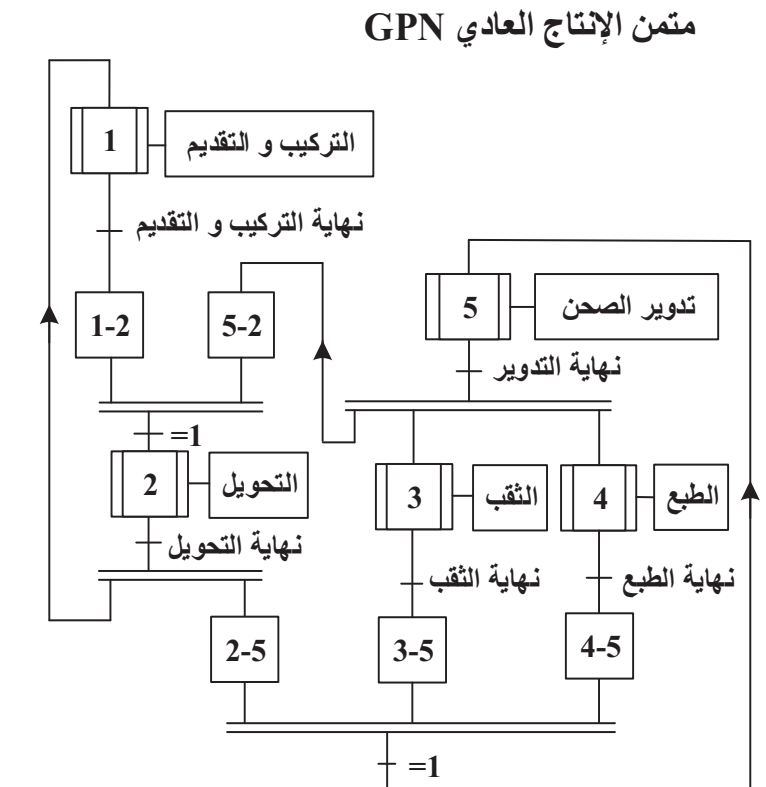 متمن الإنتاج العادي GPN
1
التركيب و التقديم
نهاية التركيب و التقديم
5
تدوير الصحن
1-2
5-2
نهاية التدوير
=1
2
التحويل
3
الثقب
4
الطبع
نهاية التحويل
نهاية الثقب
نهاية الطبع
2-5
3-5
4-5
=1